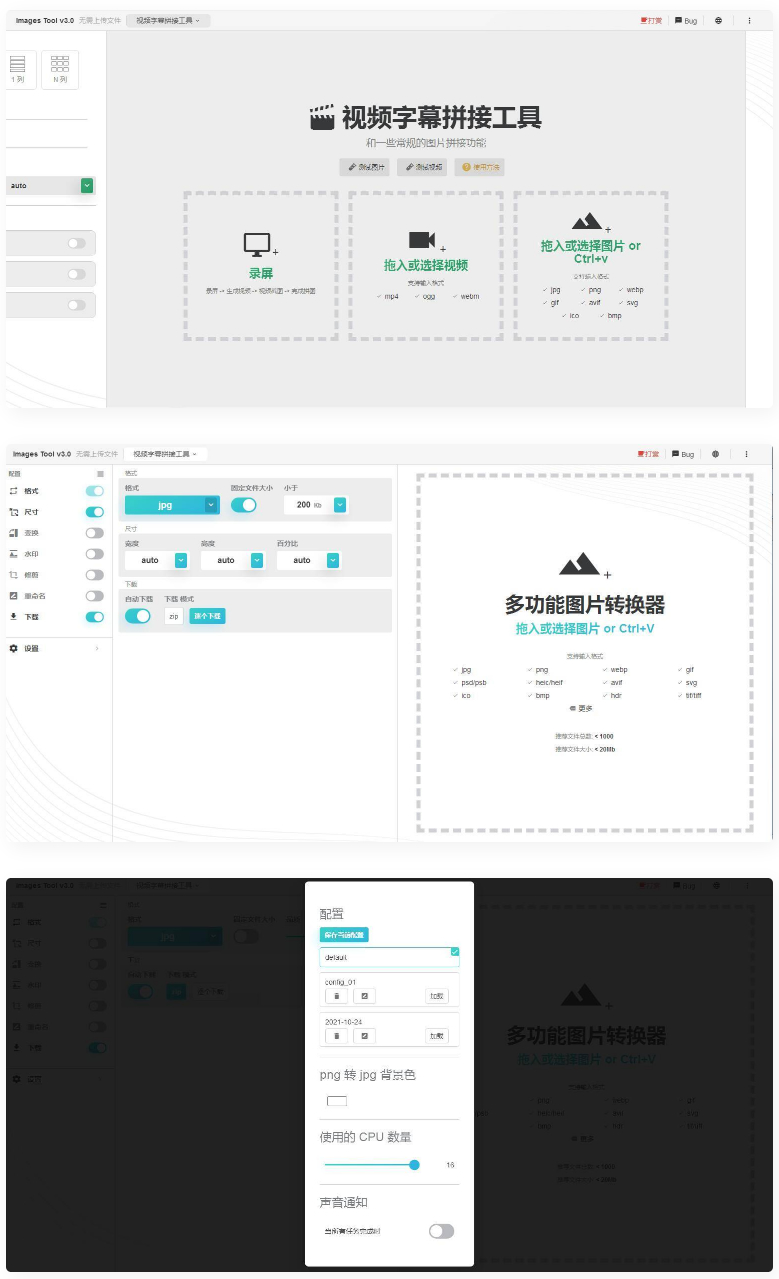 Images Tool v3.0 无需上传文件 视频字幕拼接工具 打赏 Bug
1 列 N 列
auto
视频字幕拼接工具
和一些常规的图片拼接功能
测试图片 测试视频 使用方法
录屏
录屏 -> 生成视频 -> 视频截图 -> 完成拼图
拖入或选择视频
支持输入格式
mp4 ogg webm
拖入或选择图片 or
Ctrl+v
支持输入格式
jpg png webp
gif avif svg
ico bmp
Images Tool v3.0 无需上传文件 视频字幕拼接工具 打赏 Bug
配置
格式
尺寸
变换
水印
修剪
重命名
下载
设置
格式
格式 固定文件大小 小于
jpg 200 Kb
尺寸
高度 高度 百分比
auto auto auto
下载
自动下载 下载模式
zip 逐个下载
多功能图片转换器
拖入或选择图片 or Ctrl+V
支持输入格式
jpg png webp gif
psd/psb heic/heif avif svg
ico bmp hdr tif/tiff
更多
推荐文件总数: < 1000
推荐文件大小: < 20Mb
Images Tool v3.0 视频字幕拼接工具 打赏 Bug
jpg
下载
多功能图片转换器
拖入或选择图片 or Ctrl+V
配置
保存当前配置
default
config_01
加载
2021-10-24
加载
png 转 jpg 背景色
使用的 CPU 数量
16
声音通知
当所有任务完成时